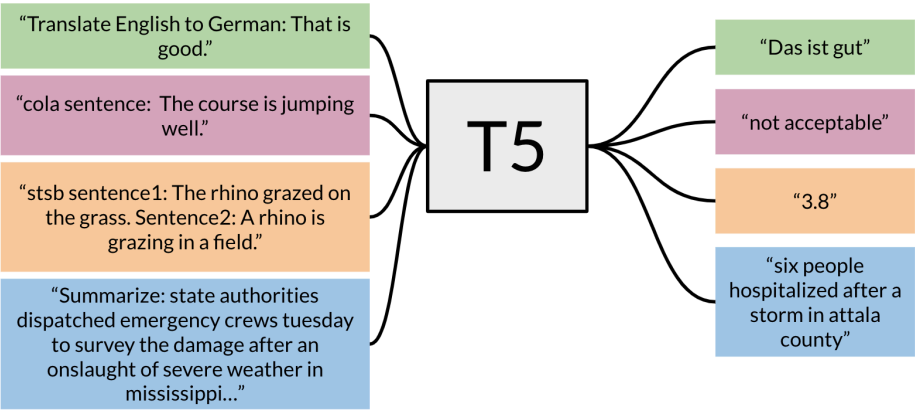 “Translate English to German: That is
good.”
“cola sentence:  The course is jumping
well.”
“stsb sentence1: The rhino grazed on
the grass. Sentence2: A rhino is
grazing in a field.”
“Summarize: state authorities
dispatched emergency crews tuesday
to survey the damage after an
onslaught of severe weather in
mississippi...”
T5
“Das ist gut”
“not acceptable”
“3.8”
“six people
hospitalized after a
storm in attala
county”